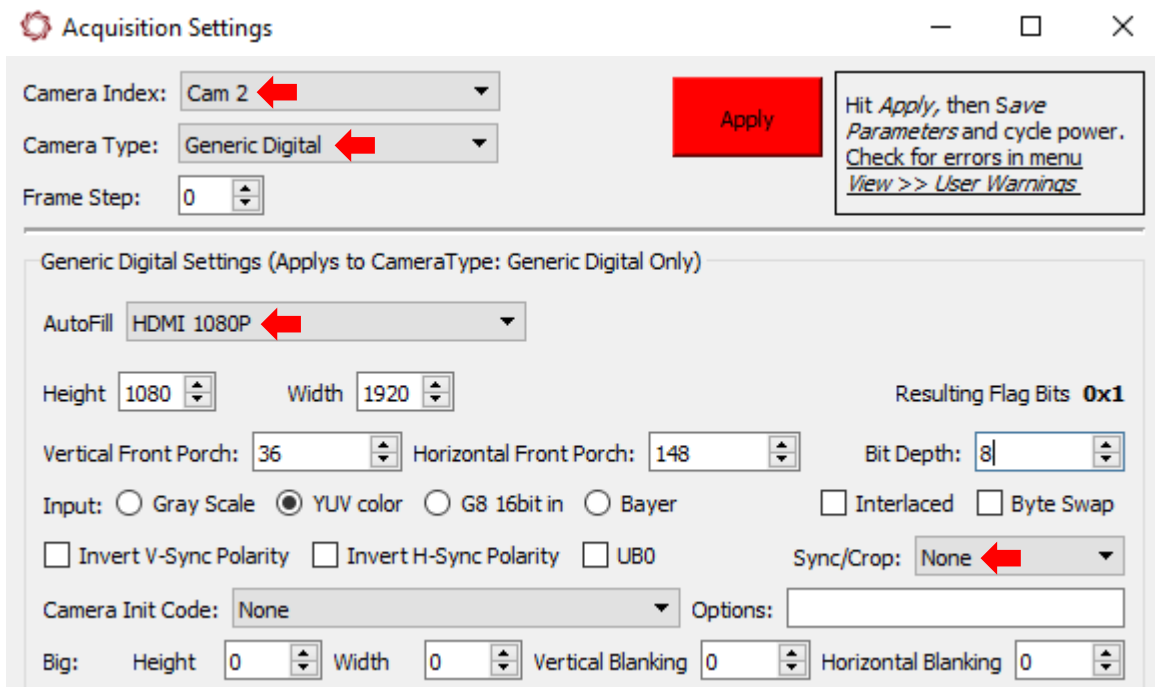 Acquisition Settings
Camera Index: Cam 2
Camera Type: Generic Digital
Frame Step: 0
Apply
Hit Apply, then Save
Parameters and cycle power.
Check for errors in menu
View >> User Warnings
Generic Digital Settings (Applys to CameraType: Generic Digital Only)
AutoFill HDMI 1080P
Height 1080 Width 1920 Resulting Flag Bits 0x1
Vertical Front Porch: 36 Horizontal Front Porch: 148 Bit Depth: 8
Input: Gray Scale YUV color G8 16bit in Bayer Interlaced Byte Swap
Invert V-Sync Polarity Invert H-Sync Polarity UB0 Sync/Crop: None
Camera Init Code: None Options:
Big: Height 0 Width 0 Vertical Blanking 0 Horizontal Blanking 0